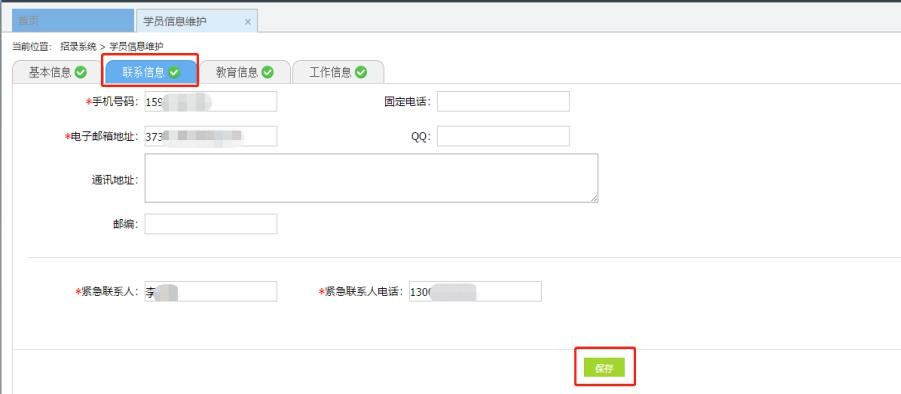 首页
学员信息维护 ×
当前位置: 招录系统 > 学员信息维护
基本信息 联系信息 教育信息 工作信息
*手机号码: 159 固定电话:
*电子邮箱地址: 373 QQ:
通讯地址:
邮编:
*紧急联系人: 李 *紧急联系人电话: 130
保存